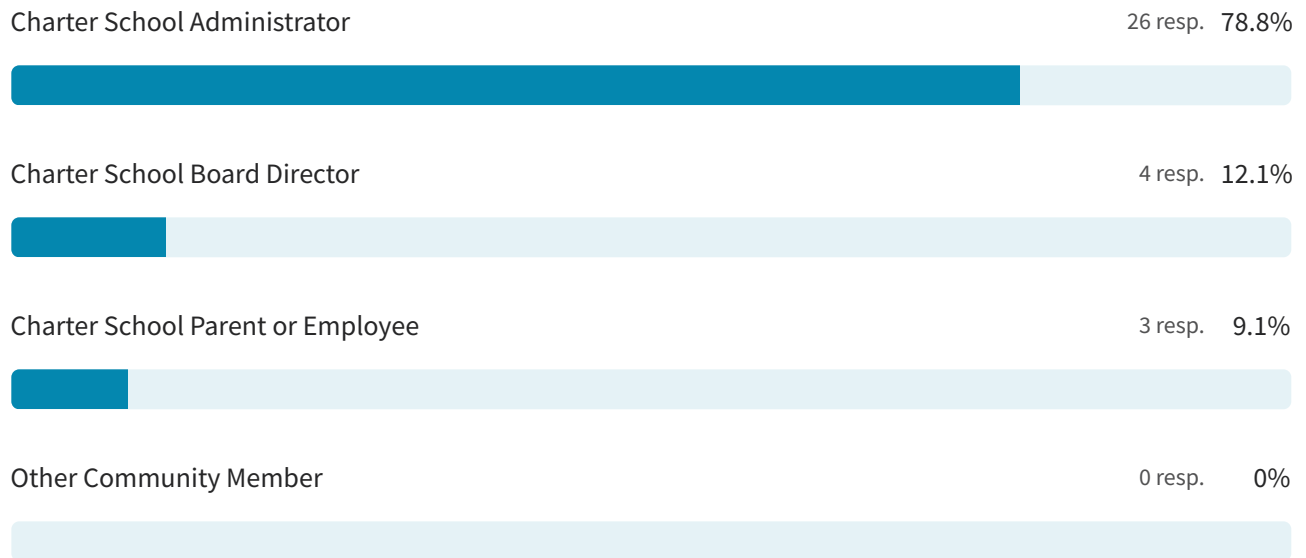 Charter School Administrator 26 resp. 78.8%
Charter School Board Director 4 resp. 12.1%
Charter School Parent or Employee 3 resp. 9.1%
Other Community Member 0 resp. 0%